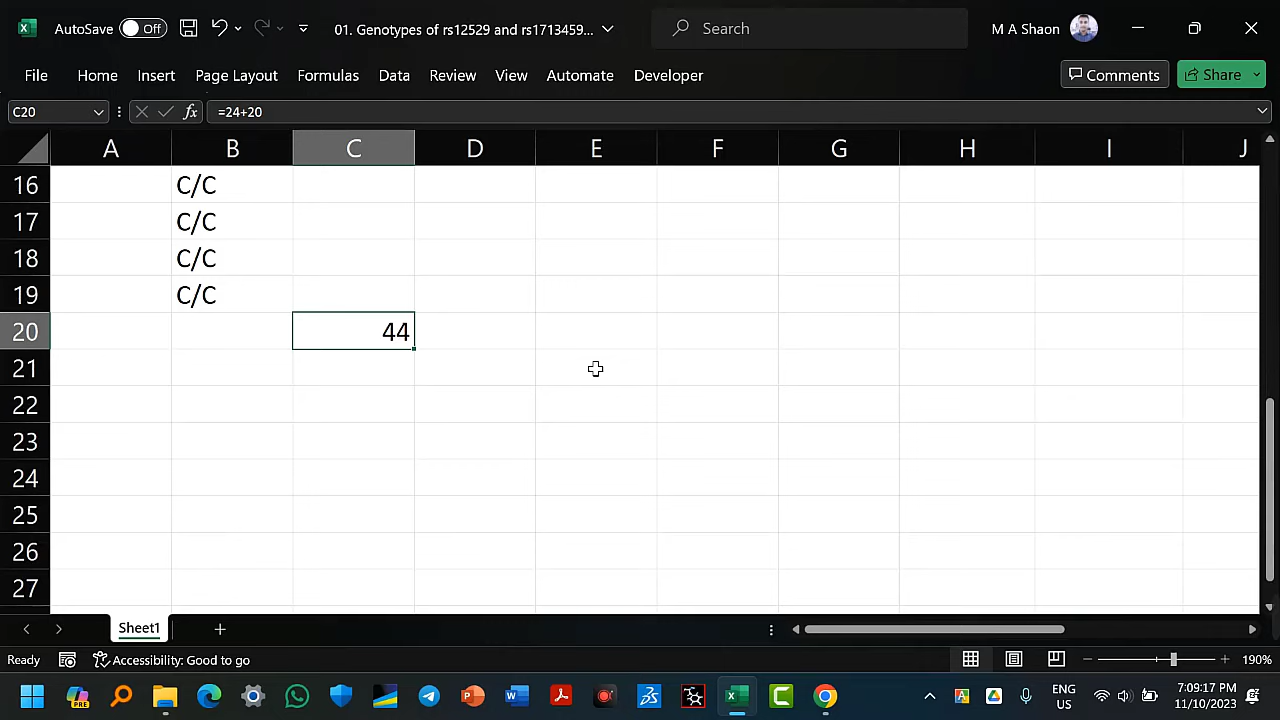 AutoSave Off 01. Genotypes of rs12529 and rs1713459... Search M A Shaon
File Home Insert Page Layout Formulas Data Review View Automate Developer Comments Share
C20 fx =24+20
A B C D E F G H I J
16 C/C
17 C/C
18 C/C
19 C/C
20 44
21
22
23
24
25
26
27
Sheet1
Ready Accessibility: Good to go 190%
ENG 7:09:17 PM
US 11/10/2023